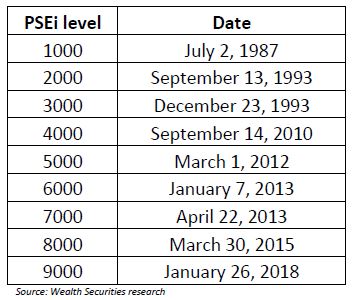 PSEi level Date
1000 July 2, 1987
2000 September 13, 1993
3000 December 23, 1993
4000 September 14, 2010
5000 March 1, 2012
6000 January 7, 2013
7000 April 22, 2013
8000 March 30, 2015
9000 January 26, 2018
Source: Wealth Securities research